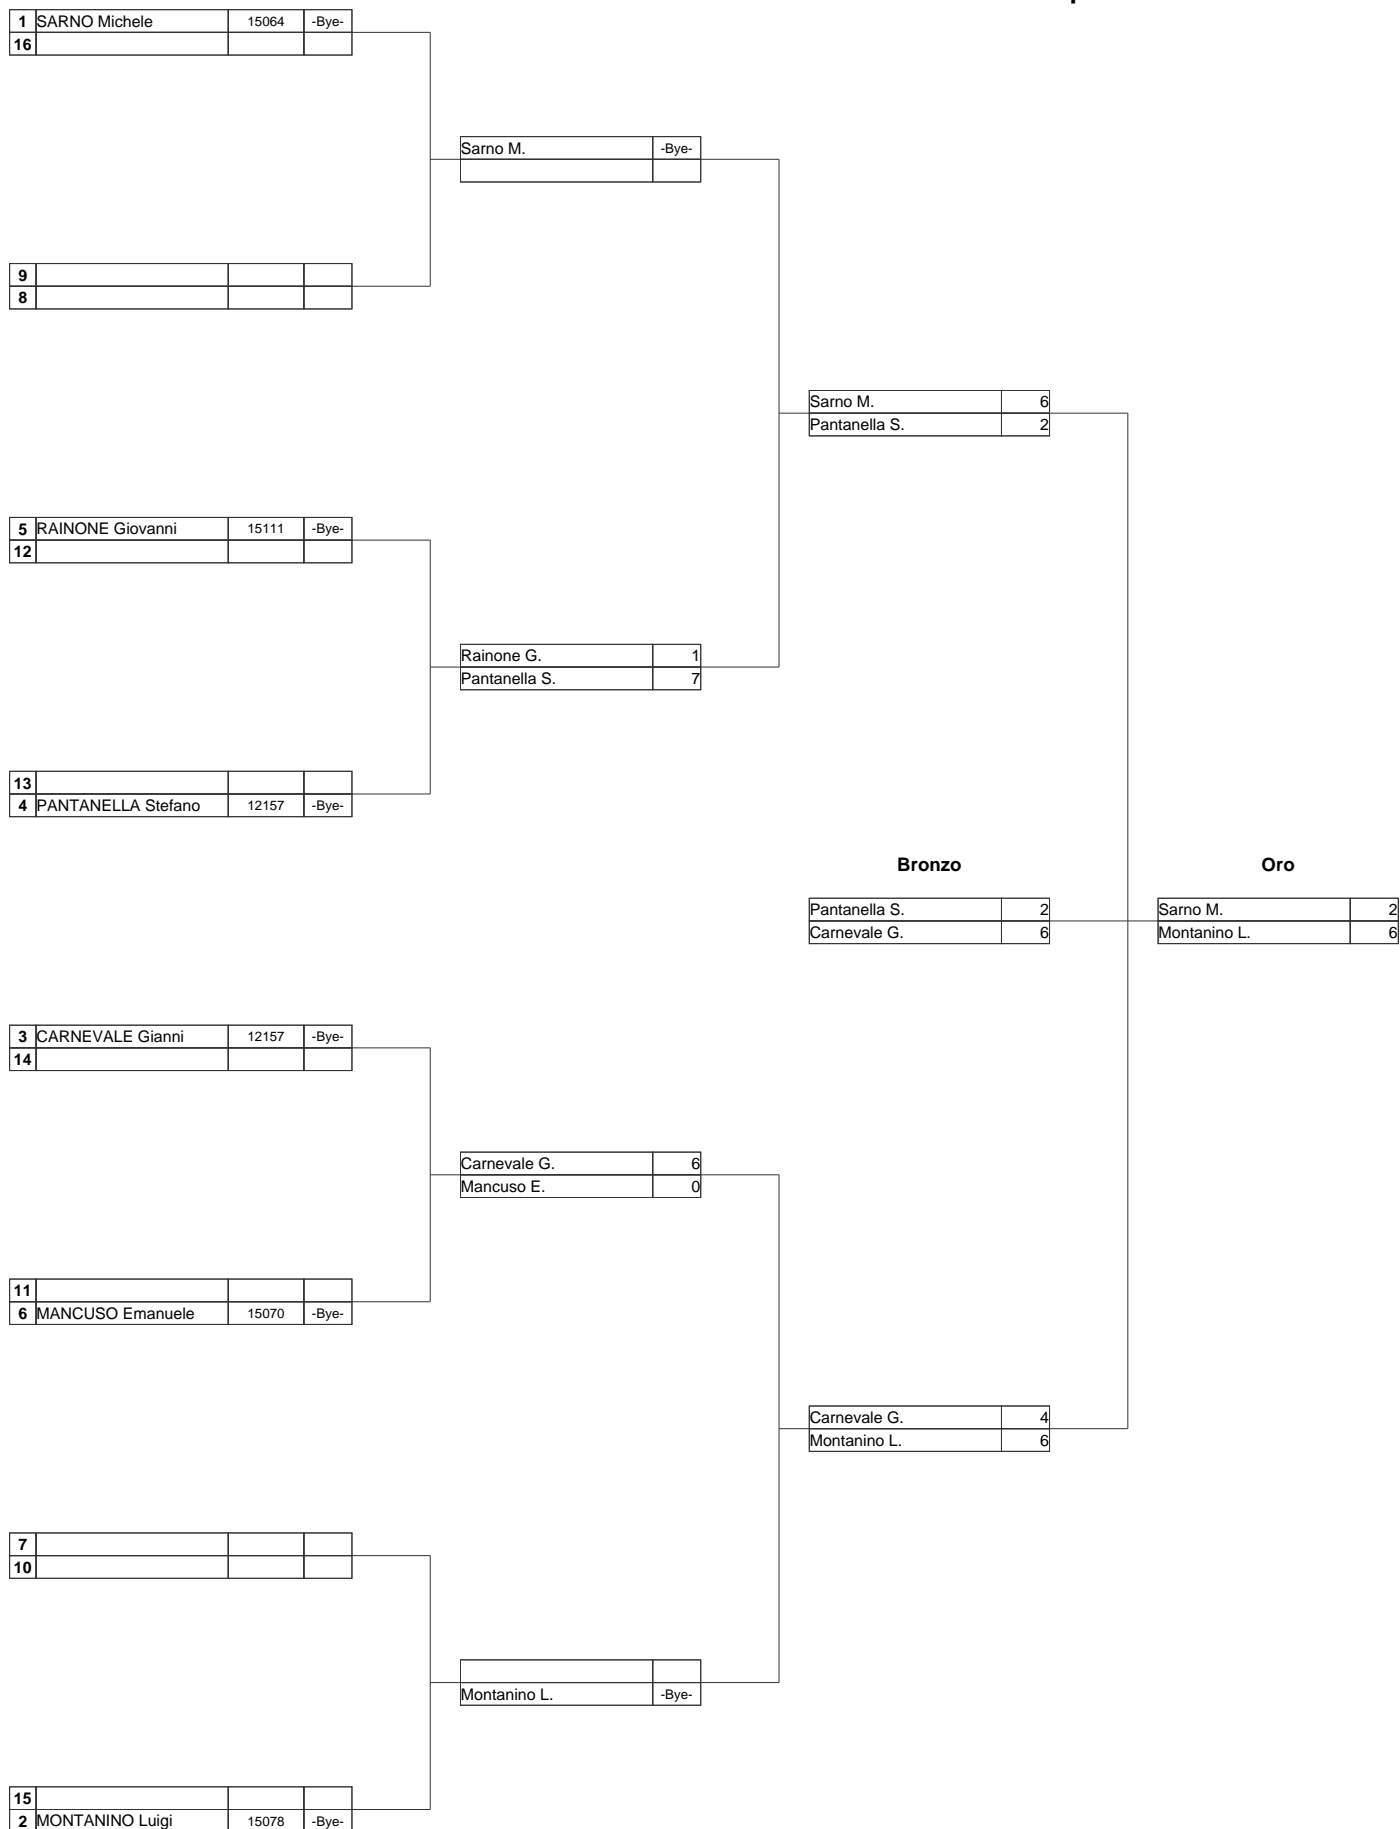 1 SARNO Michele 15064 -Bye-
16
Sarno M. -Bye-
9
8
Sarno M. 6
Pantanella S. 2
5 RAINONE Giovanni 15111 -Bye-
12
Rainone G. 1
Pantanella S. 7
13
4 PANTANELLA Stefano 12157 -Bye-
Bronzo
Oro
Pantanella S. 2
Carnevale G. 6
Sarno M. 2
Montanino L. 6
3 CARNEVALE Gianni 12157 -Bye-
14
Carnevale G. 6
Mancuso E. 0
11
6 MANCUSO Emanuele 15070 -Bye-
Carnevale G. 4
Montanino L. 6
7
10
Montanino L. -Bye-
15
2 MONTANINO Luigi 15078 -Bye-